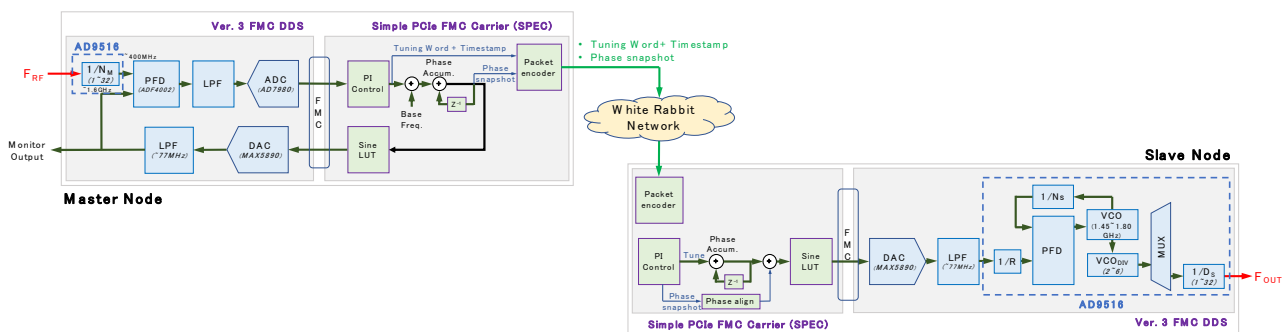 Ver. 3 FMC DDS
Simple PCIe FMC Carrier (SPEC)
AD9516
~400MHz
F_RF
1/N_M
(1~32)
~1.6GHz
PFD
(ADF4002)
LPF
ADC
(AD7980)
FMC
PI
Control
Phase
Accum.
Z⁻¹
Base
Freq.
Tuning Word+ Timestamp
Phase
snapshot
Packet
encoder
Monitor
Output
LPF
(~77MHz)
DAC
(MAX5890)
Sine
LUT
Master Node
• Tuning Word+ Timestamp
• Phase snapshot
White Rabbit
Network
Slave Node
Packet
encoder
PI
Control
Tune
Phase
Accum.
Z⁻¹
Phase
snapshot
Phase align
Sine
LUT
FMC
DAC
(MAX5890)
LPF
(~77MHz)
1/R
1/Ns
PFD
VCO
(1.45~1.80
GHz)
VCO_DIV
(2~6)
MUX
1/D_S
(1~32)
F_OUT
AD9516
Simple PCIe FMC Carrier (SPEC)
Ver. 3 FMC DDS